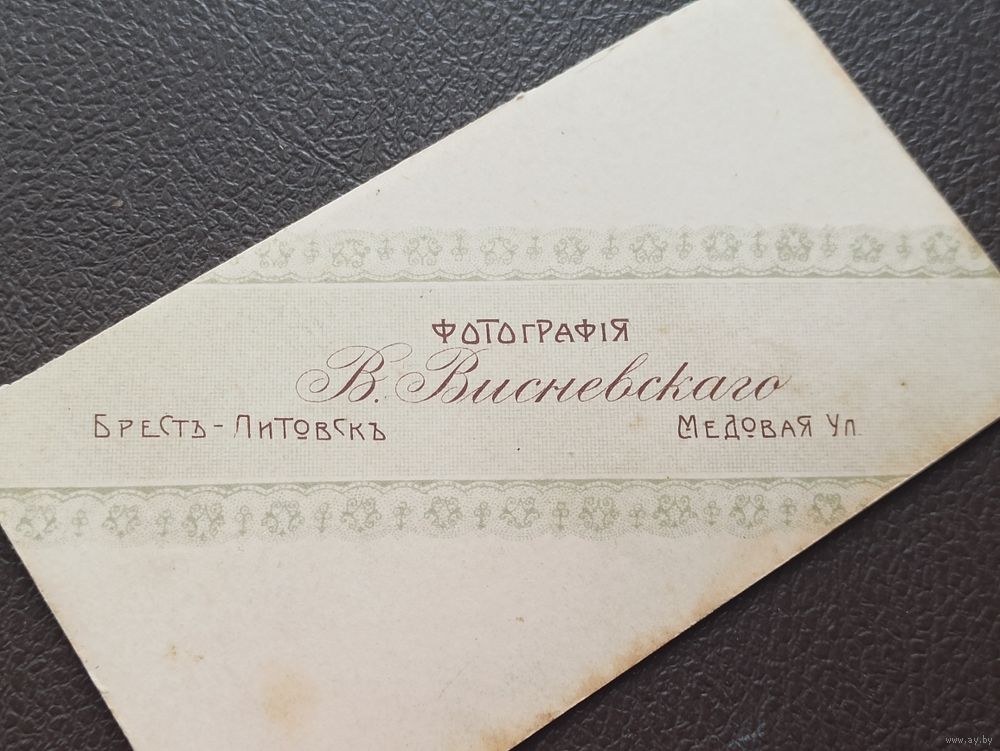 ФОТОГРАФІЯ
В. Висневскаго
БРЕСТЪ-ЛИТОВСКЪ МЕДОВАЯ УЛ.
www.ay.by